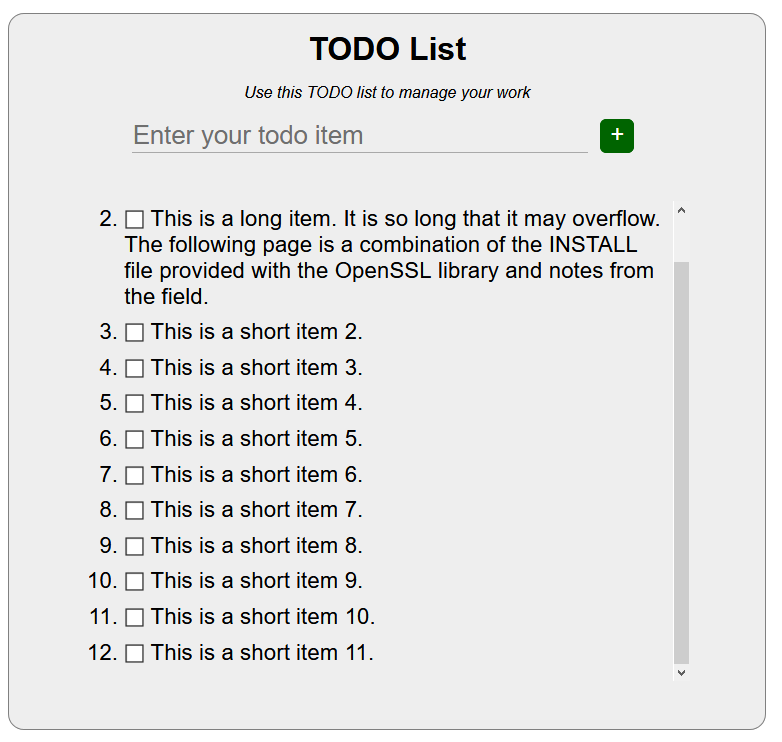 TODO List
Use this TODO list to manage your work
Enter your todo item
+
2. This is a long item. It is so long that it may overflow.
The following page is a combination of the INSTALL
file provided with the OpenSSL library and notes from
the field.
3. This is a short item 2.
4. This is a short item 3.
5. This is a short item 4.
6. This is a short item 5.
7. This is a short item 6.
8. This is a short item 7.
9. This is a short item 8.
10. This is a short item 9.
11. This is a short item 10.
12. This is a short item 11.